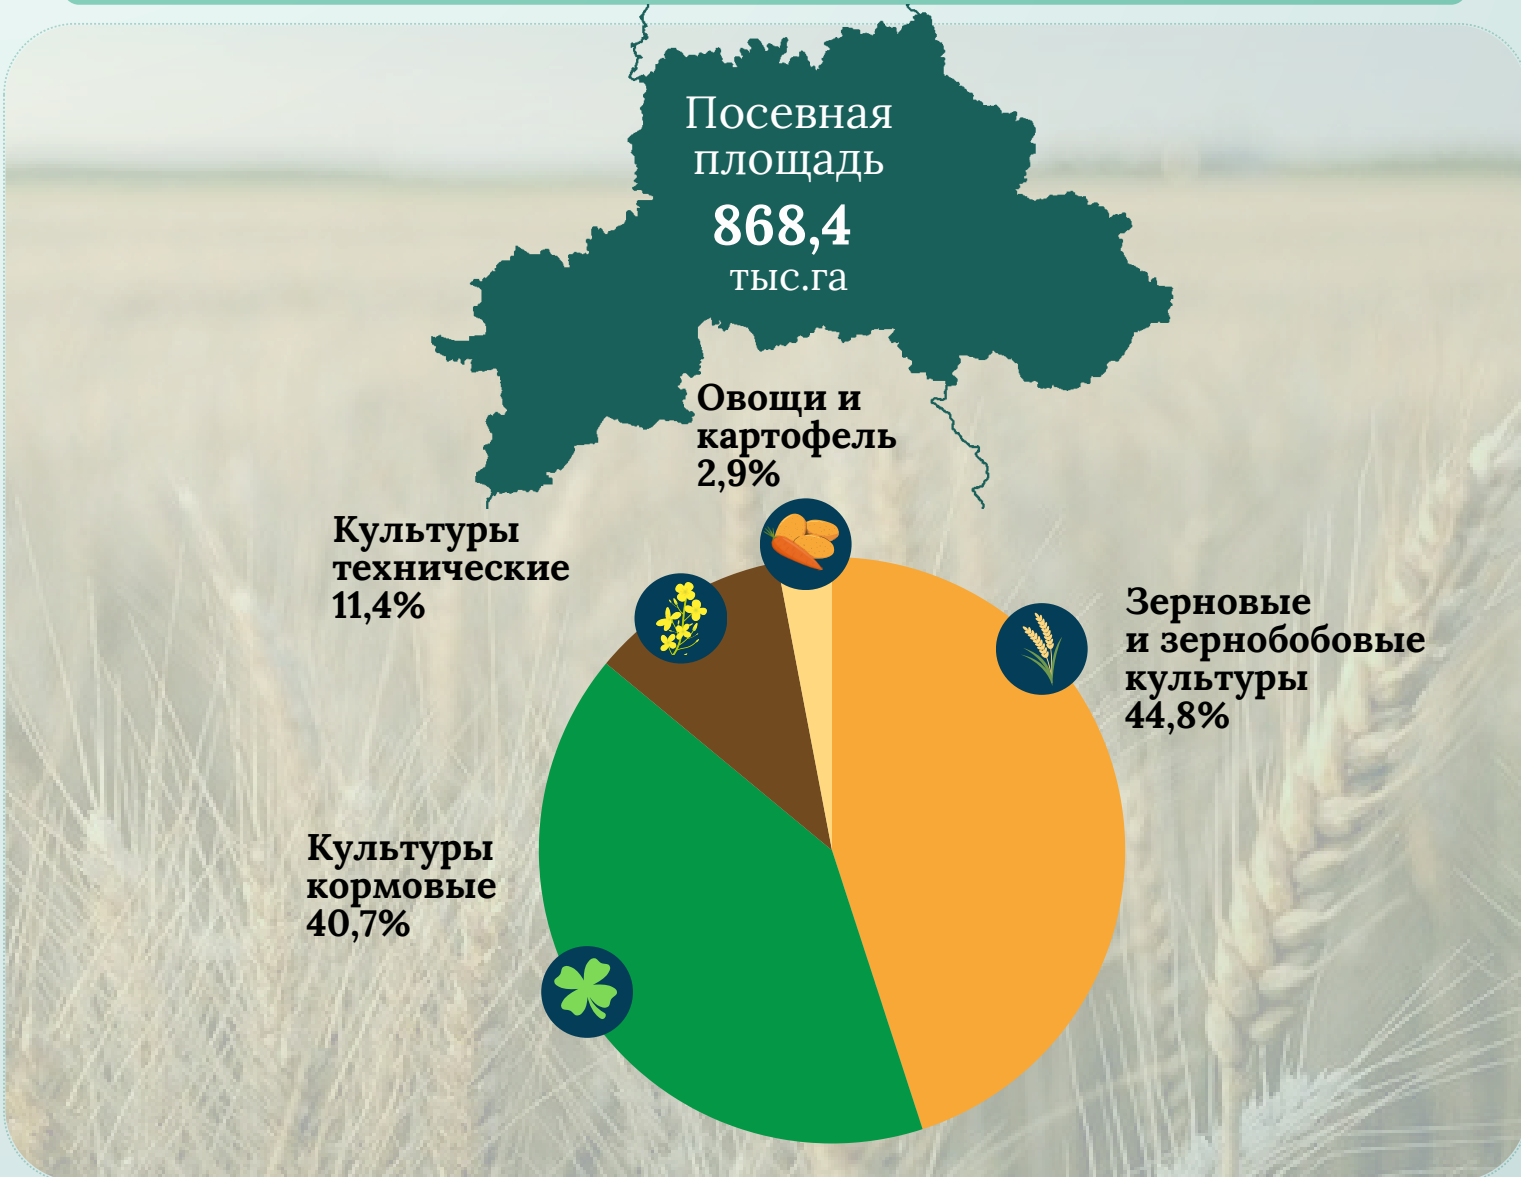 Посевная
площадь
868,4
тыс.га
Овощи и
картофель
2,9%
Культуры
технические
11,4%
Зерновые
и зернобобовые
культуры
44,8%
Культуры
кормовые
40,7%